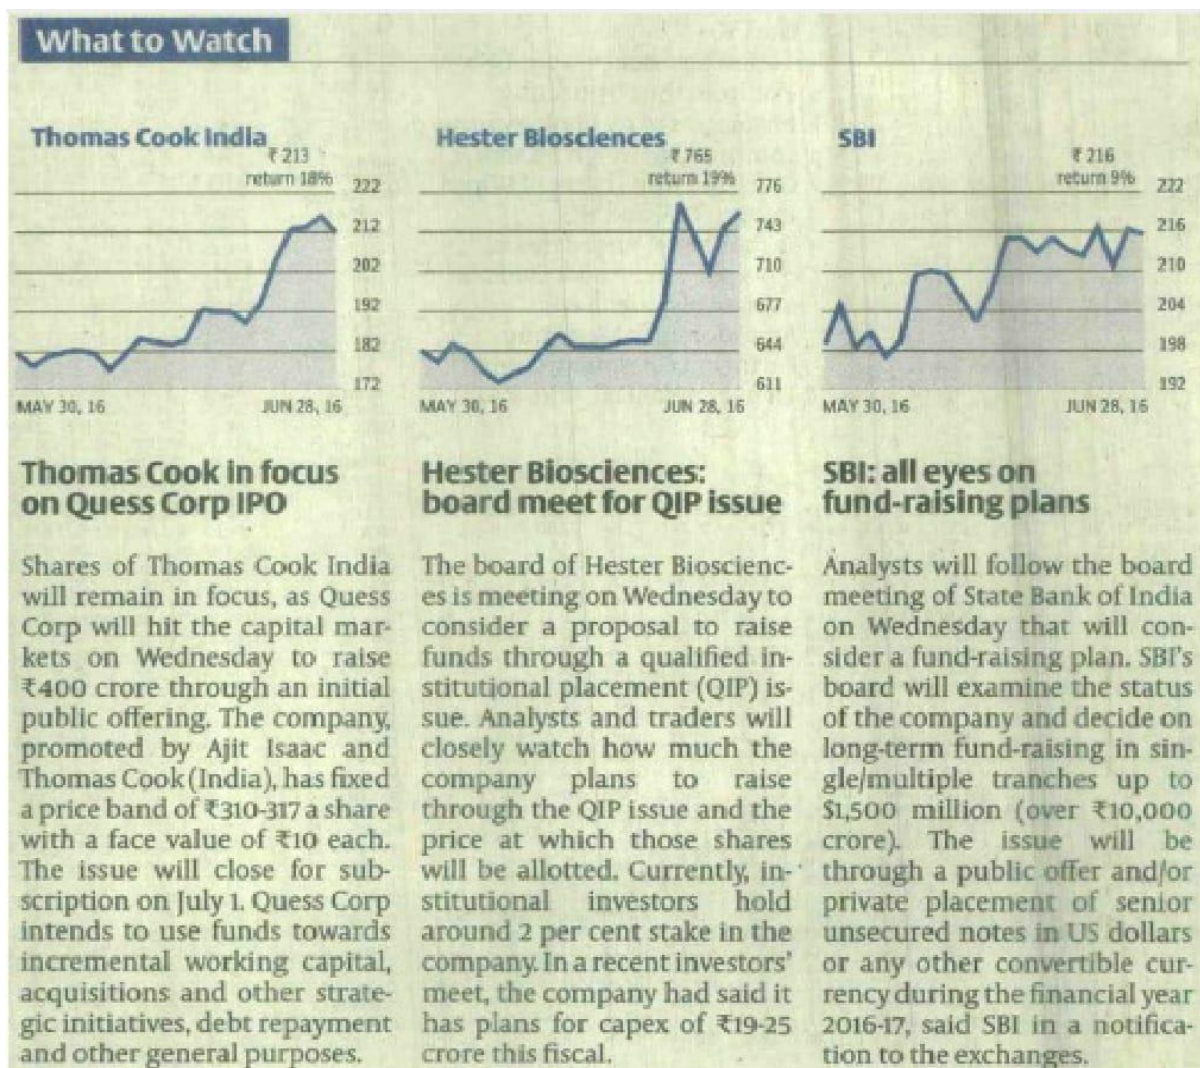 What to Watch
Thomas Cook India
₹ 213
return 18%
222
212
202
192
182
172
MAY 30, 16
JUN 28, 16
Hester Biosciences
₹ 765
return 19%
776
743
710
677
644
611
MAY 30, 16
JUN 28, 16
SBI
₹ 216
return 9%
222
216
210
204
198
192
MAY 30, 16
JUN 28, 16
Thomas Cook in focus
on Quess Corp IPO
Shares of Thomas Cook India
will remain in focus, as Quess
Corp will hit the capital mar-
kets on Wednesday to raise
₹400 crore through an initial
public offering. The company,
promoted by Ajit Isaac and
Thomas Cook (India), has fixed
a price band of ₹310-317 a share
with a face value of ₹10 each.
The issue will close for sub-
scription on July 1. Quess Corp
intends to use funds towards
incremental working capital,
acquisitions and other strate-
gic initiatives, debt repayment
and other general purposes.
Hester Biosciences:
board meet for QIP issue
The board of Hester Bioscienc-
es is meeting on Wednesday to
consider a proposal to raise
funds through a qualified in-
stitutional placement (QIP) is-
sue. Analysts and traders will
closely watch how much the
company plans to raise
through the QIP issue and the
price at which those shares
will be allotted. Currently, in-
stitutional investors hold
around 2 per cent stake in the
company. In a recent investors'
meet, the company had said it
has plans for capex of ₹19-25
crore this fiscal.
SBI: all eyes on
fund-raising plans
Analysts will follow the board
meeting of State Bank of India
on Wednesday that will con-
sider a fund-raising plan. SBI's
board will examine the status
of the company and decide on
long-term fund-raising in sin-
gle/multiple tranches up to
$1,500 million (over ₹10,000
crore). The issue will be
through a public offer and/or
private placement of senior
unsecured notes in US dollars
or any other convertible cur-
rency during the financial year
2016-17, said SBI in a notifica-
tion to the exchanges.